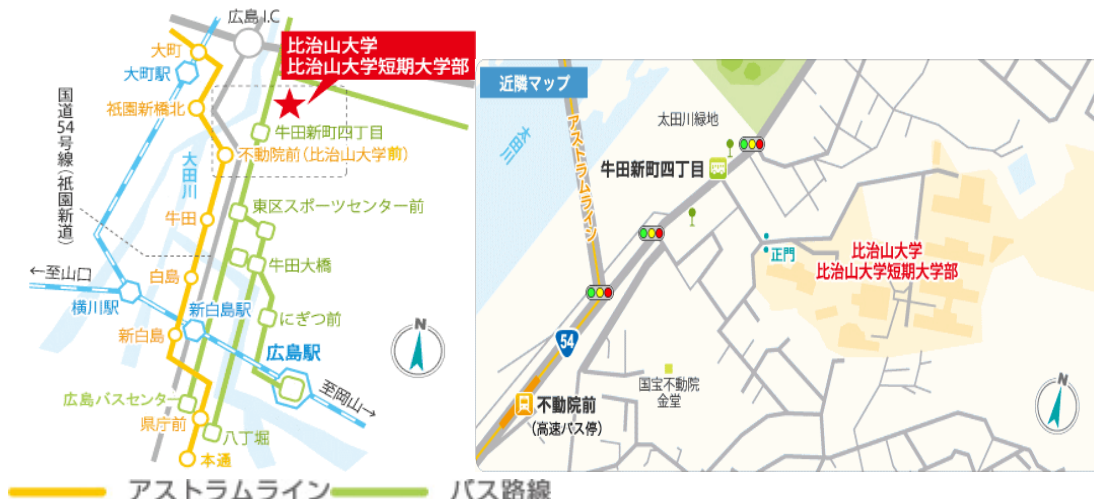 広島 I.C
大町
大町駅
比治山大学
比治山大学短期大学部
祇園新橋北
国道54号線(祇園新道)
牛田新町四丁目
不動院前(比治山大学前)
太田川
牛田
東区スポーツセンター前
牛田大橋
←至山口
白島
横川駅
新白島駅
にぎつ前
新白島
広島駅
N
至岡山→
広島バスセンター
県庁前
八丁堀
本通
アストラムライン
バス路線
近隣マップ
太田川
アストラムライン
太田川緑地
牛田新町四丁目
正門
比治山大学
比治山大学短期大学部
54
国宝不動院
金堂
不動院前
(高速バス停)
N